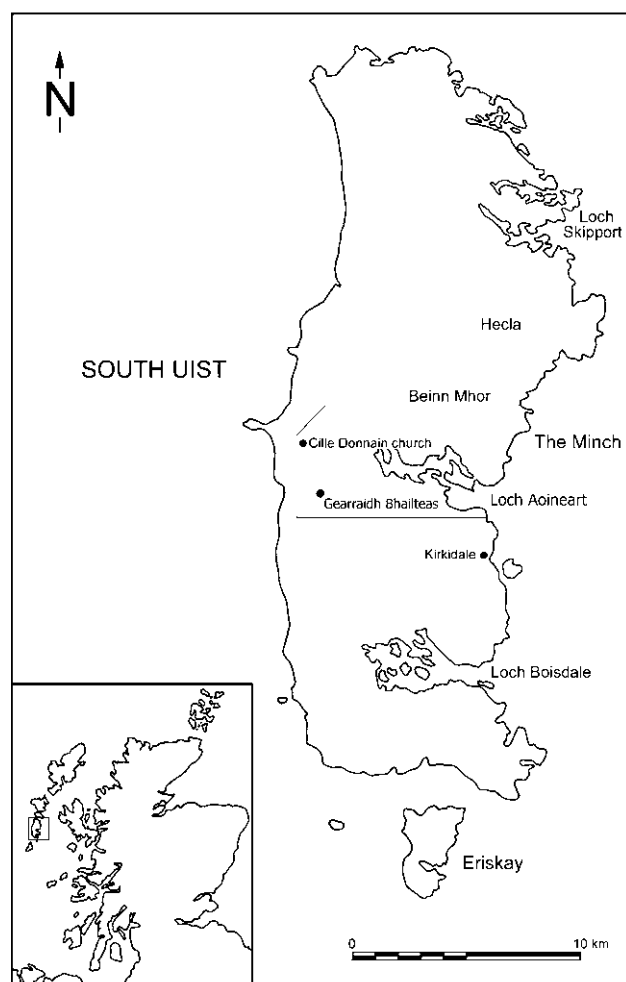 N
Loch
Skipport
Hecla
SOUTH UIST
Beinn Mhor
The Minch
Cille Donnain church
Loch Aoineart
Gearraidh Bhailteas
Kirkidale
Loch Boisdale
Eriskay
0
10 km